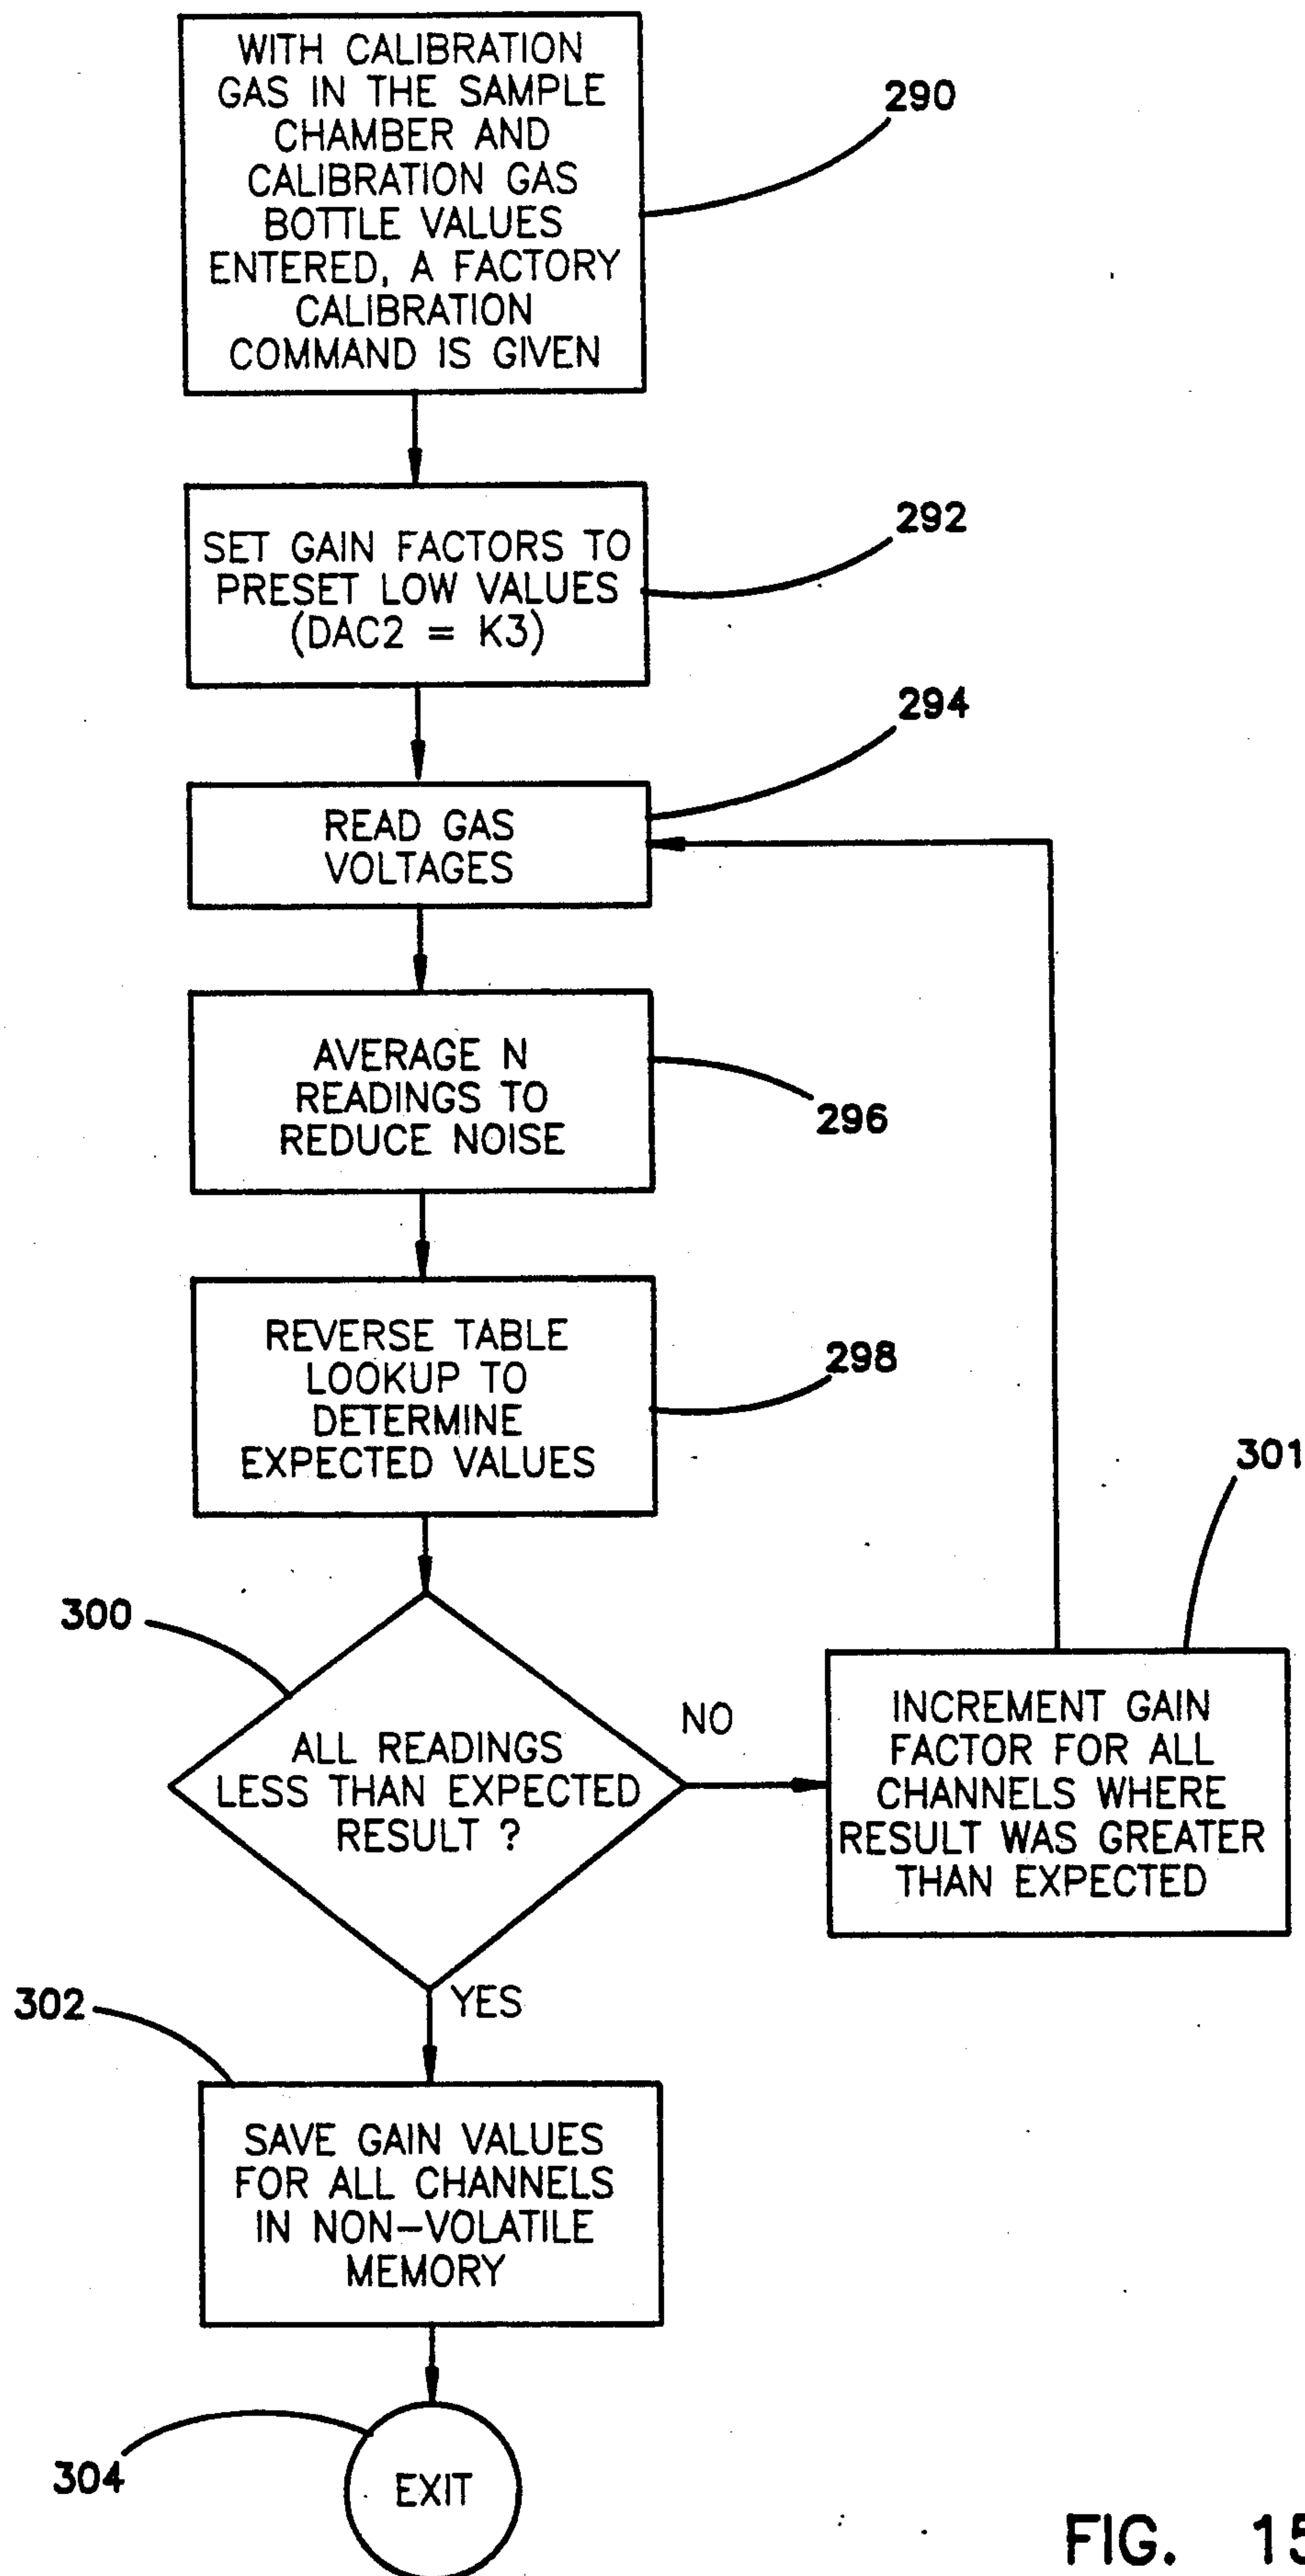 WITH CALIBRATION
GAS IN THE SAMPLE
CHAMBER AND
CALIBRATION GAS
BOTTLE VALUES
ENTERED, A FACTORY
CALIBRATION
COMMAND IS GIVEN
290
SET GAIN FACTORS TO
PRESET LOW VALUES
(DAC2 = K3)
292
READ GAS
VOLTAGES
294
AVERAGE N
READINGS TO
REDUCE NOISE
296
REVERSE TABLE
LOOKUP TO
DETERMINE
EXPECTED VALUES
298
300
ALL READINGS
LESS THAN EXPECTED
RESULT ?
NO
301
INCREMENT GAIN
FACTOR FOR ALL
CHANNELS WHERE
RESULT WAS GREATER
THAN EXPECTED
YES
302
SAVE GAIN VALUES
FOR ALL CHANNELS
IN NON-VOLATILE
MEMORY
304
EXIT
FIG. 15